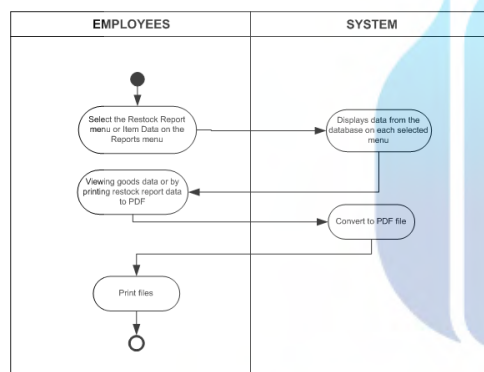 EMPLOYEES
SYSTEM
Select the Restock Report
menu or Item Data on the
Reports menu
Displays data from the
database on each selected
menu
Viewing goods data or by
printing restock report data
to PDF
Convert to PDF file
Print files